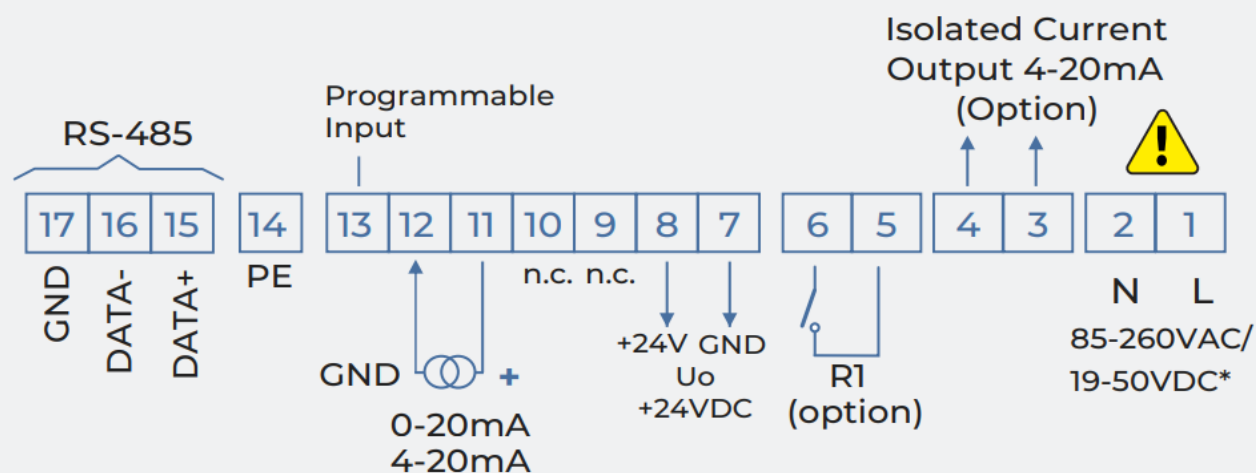 Isolated Current
Output 4-20mA
(Option)
Programmable
Input
RS-485
!
17 16 15 14 13 12 11 10 9 8 7 6 5 4 3 2 1
GND DATA- DATA+
PE
n.c. n.c.
N L
GND +
0-20mA
4-20mA
+24V GND
Uo
+24VDC
R1
(option)
85-260VAC/
19-50VDC*